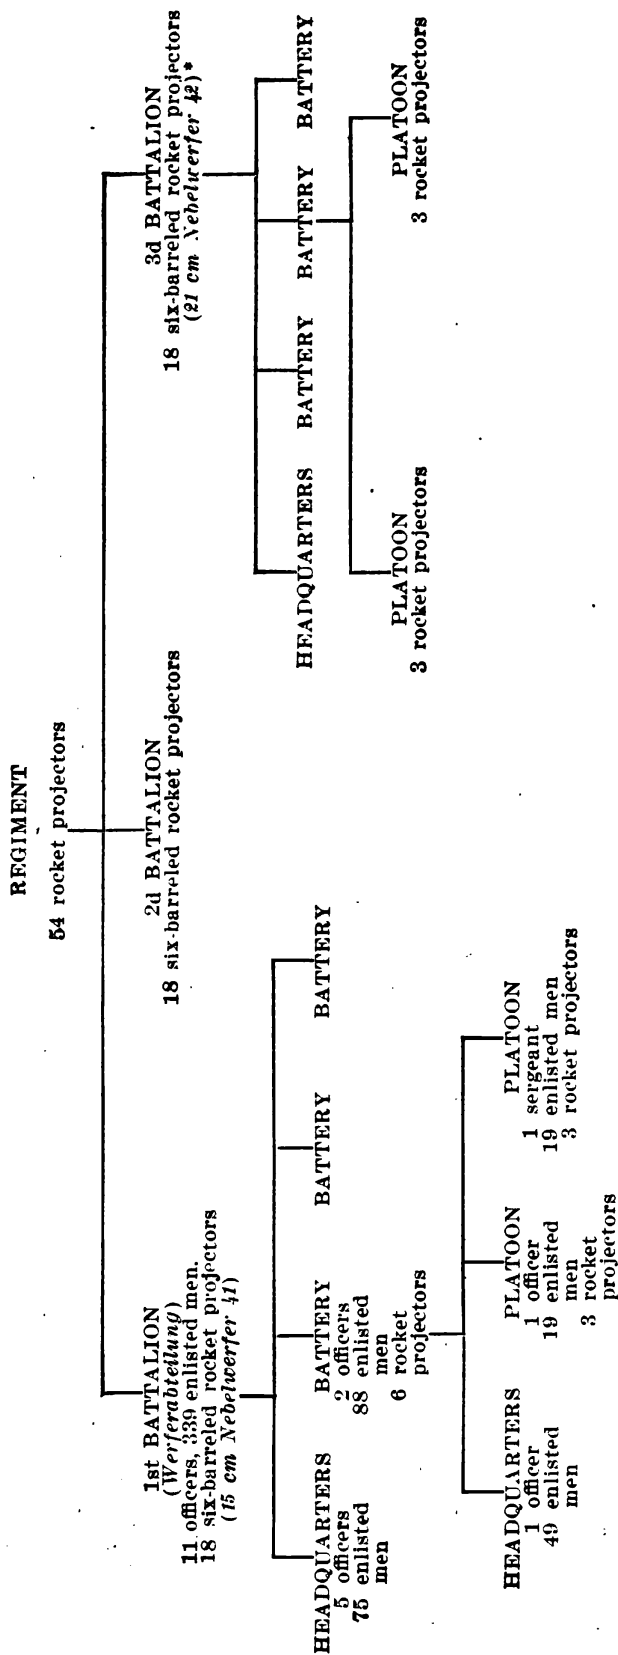 REGIMENT
54 rocket projectors
1st BATTALION
(Werferabteilung)
11 officers, 339 enlisted men.
18 six-barreled rocket projectors
(15 cm Nebelwerfer 41)
2d BATTALION
18 six-barreled rocket projectors
3d BATTALION
18 six-barreled rocket projectors
(21 cm Nebelwerfer 42)*
HEADQUARTERS
5 officers
75 enlisted
men
BATTERY
2 officers
88 enlisted
men
6 rocket
projectors
BATTERY
BATTERY
HEADQUARTERS
BATTERY
BATTERY
BATTERY
HEADQUARTERS
1 officer
49 enlisted
men
PLATOON
1 officer
19 enlisted
men
3 rocket
projectors
PLATOON
1 sergeant
19 enlisted men
3 rocket projectors
PLATOON
3 rocket projectors
PLATOON
3 rocket projectors